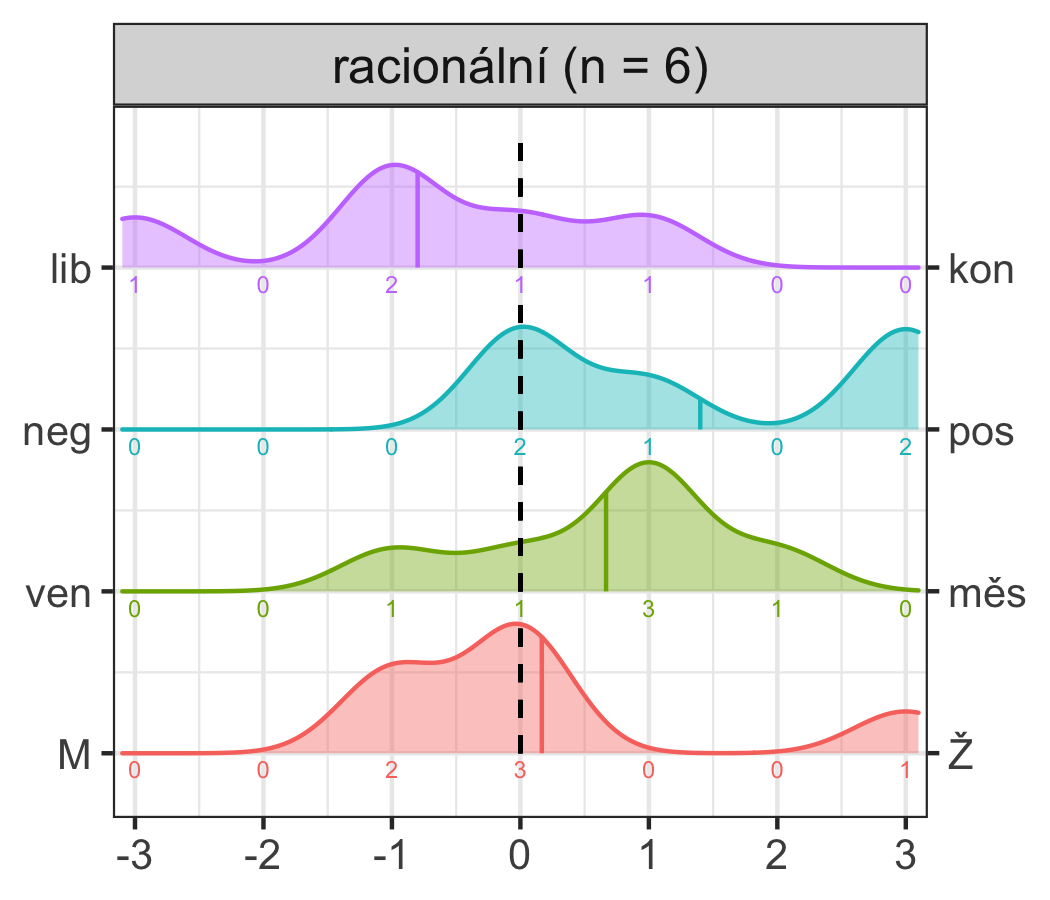 racionální (n = 6)
lib kon
1 0 2 1 1 0 0
neg pos
0 0 0 2 1 0 2
ven měs
0 0 1 1 3 1 0
M Ž
0 0 2 3 0 0 1
-3 -2 -1 0 1 2 3